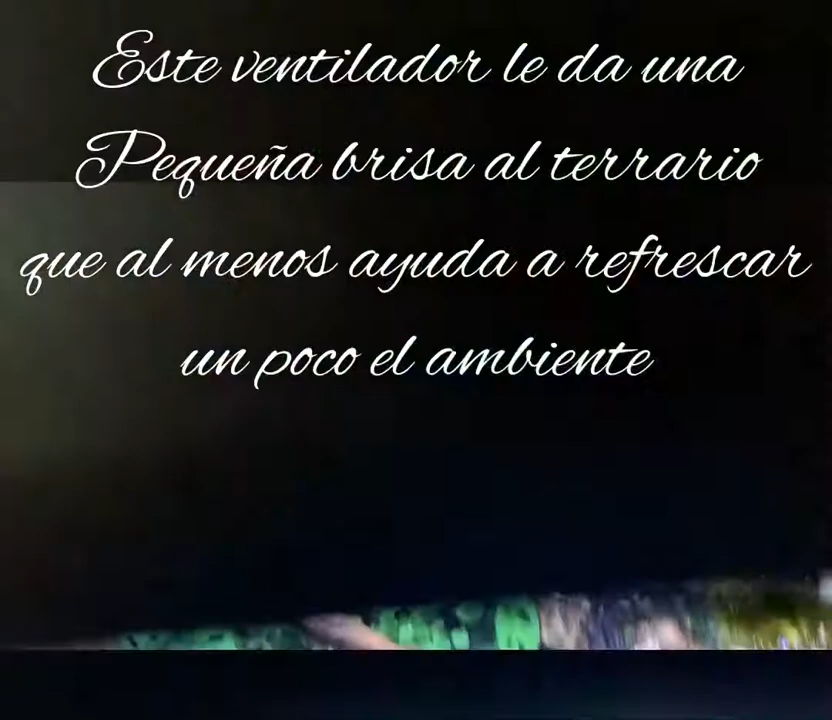 Este ventilador le da una
Pequeña brisa al terrario
que al menos ayuda a refrescar
un poco el ambiente